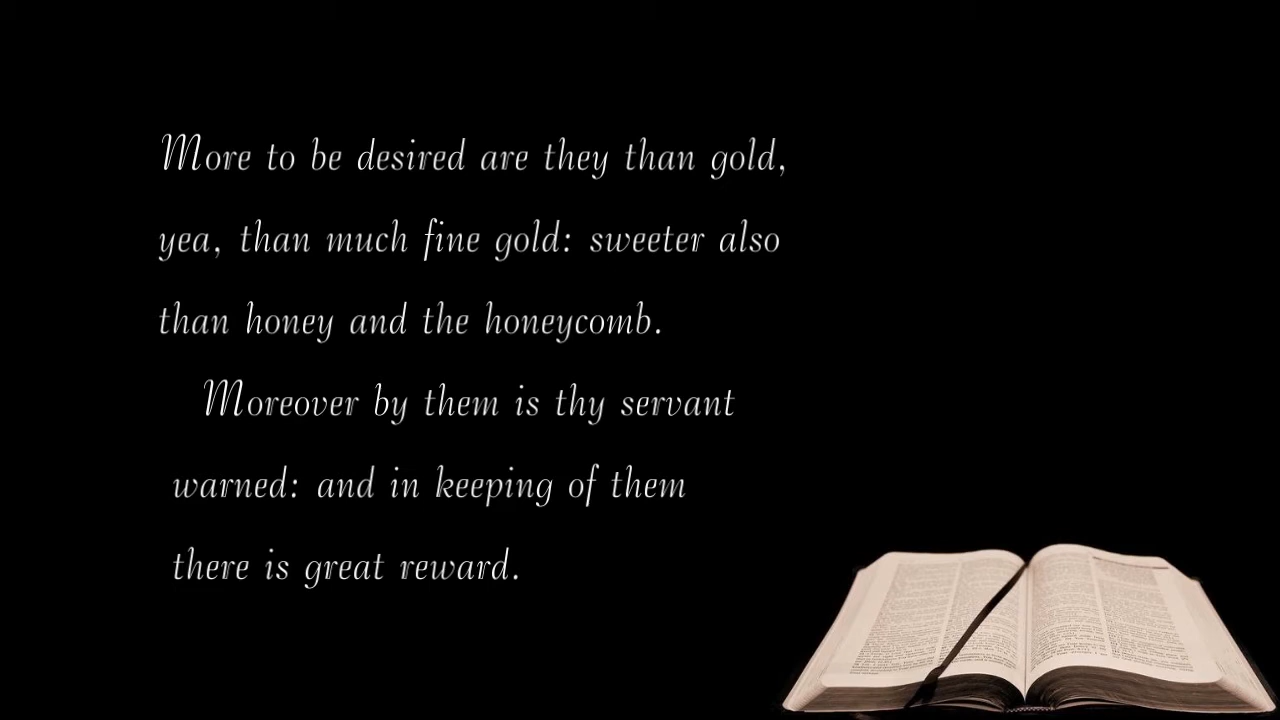 More to be desired are they than gold,
yea, than much fine gold: sweeter also
than honey and the honeycomb.
Moreover by them is thy servant
warned: and in keeping of them
there is great reward.